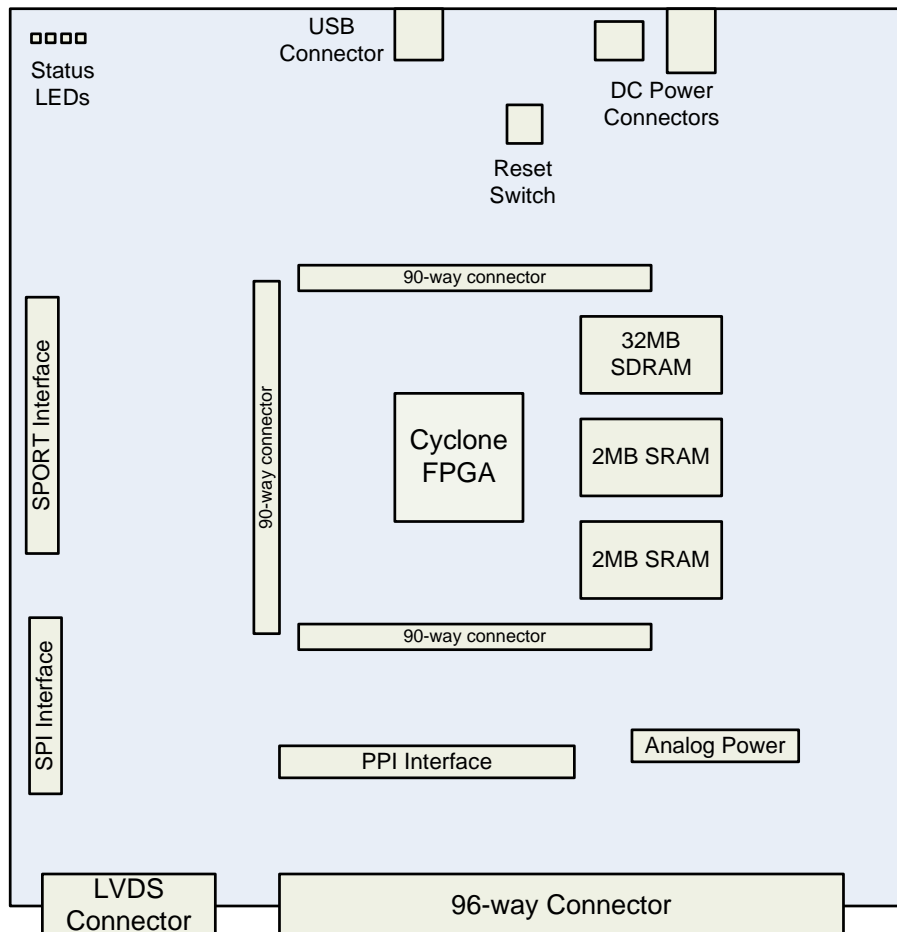 USB
Connector
Status
LEDs
DC Power
Connectors
Reset
Switch
90-way connector
32MB
SDRAM
SPORT Interface
90-way connector
Cyclone
FPGA
2MB SRAM
2MB SRAM
90-way connector
SPI Interface
PPI Interface
Analog Power
LVDS
Connector
96-way Connector